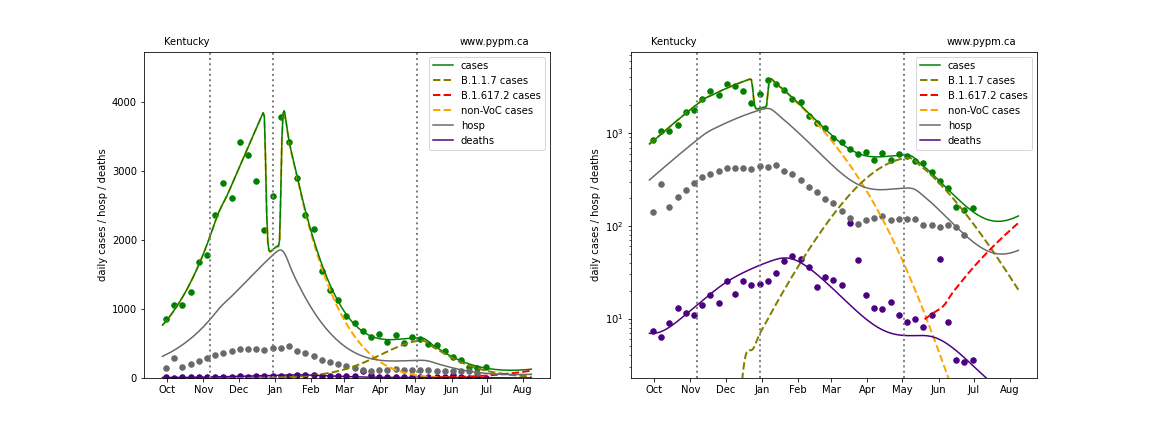 Kentucky
www.pypm.ca
daily cases / hosp / deaths
4000
3000
2000
1000
0
Oct Nov Dec Jan Feb Mar Apr May Jun Jul Aug
cases
B.1.1.7 cases
B.1.617.2 cases
non-VoC cases
hosp
deaths
Kentucky
www.pypm.ca
daily cases / hosp / deaths
10³
10²
10¹
Oct Nov Dec Jan Feb Mar Apr May Jun Jul Aug
cases
B.1.1.7 cases
B.1.617.2 cases
non-VoC cases
hosp
deaths